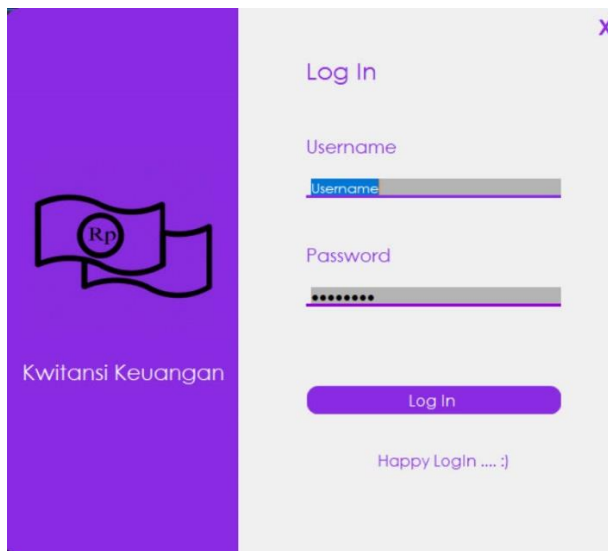 X
Log In
Username
Username
Password
••••••••
Log In
Happy LogIn .... :)
Rp
Kwitansi Keuangan